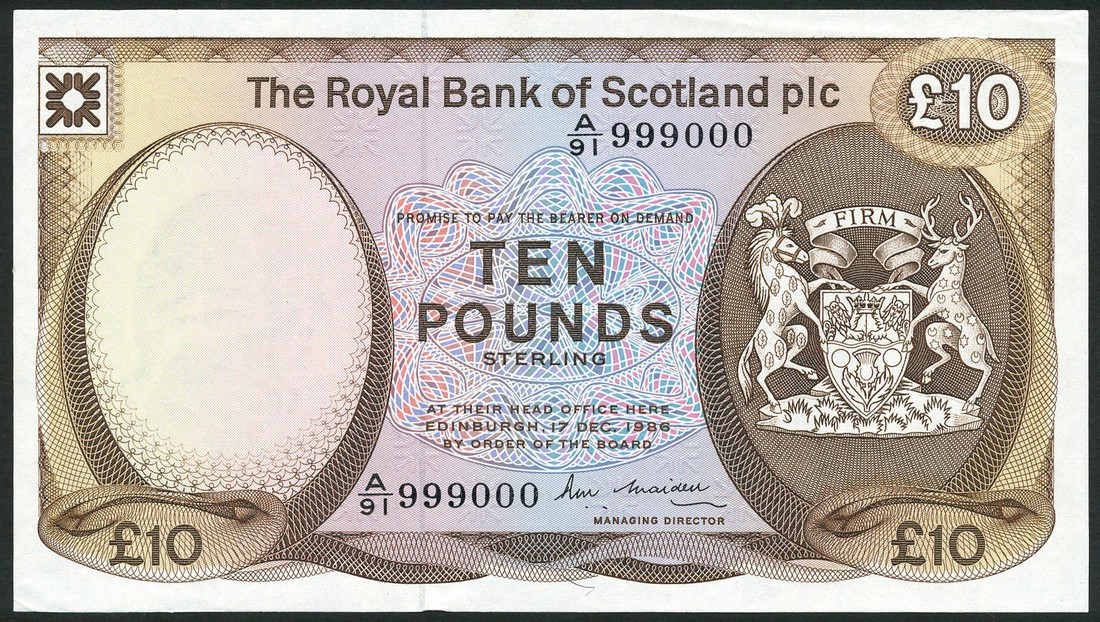 The Royal Bank of Scotland plc
£10
A/91 999000
FIRM
PROMISE TO PAY THE BEARER ON DEMAND
TEN
POUNDS
STERLING
AT THEIR HEAD OFFICE HERE
EDINBURGH, 17 DEC. 1986
BY ORDER OF THE BOARD
A/91 999000
MANAGING DIRECTOR
£10
£10